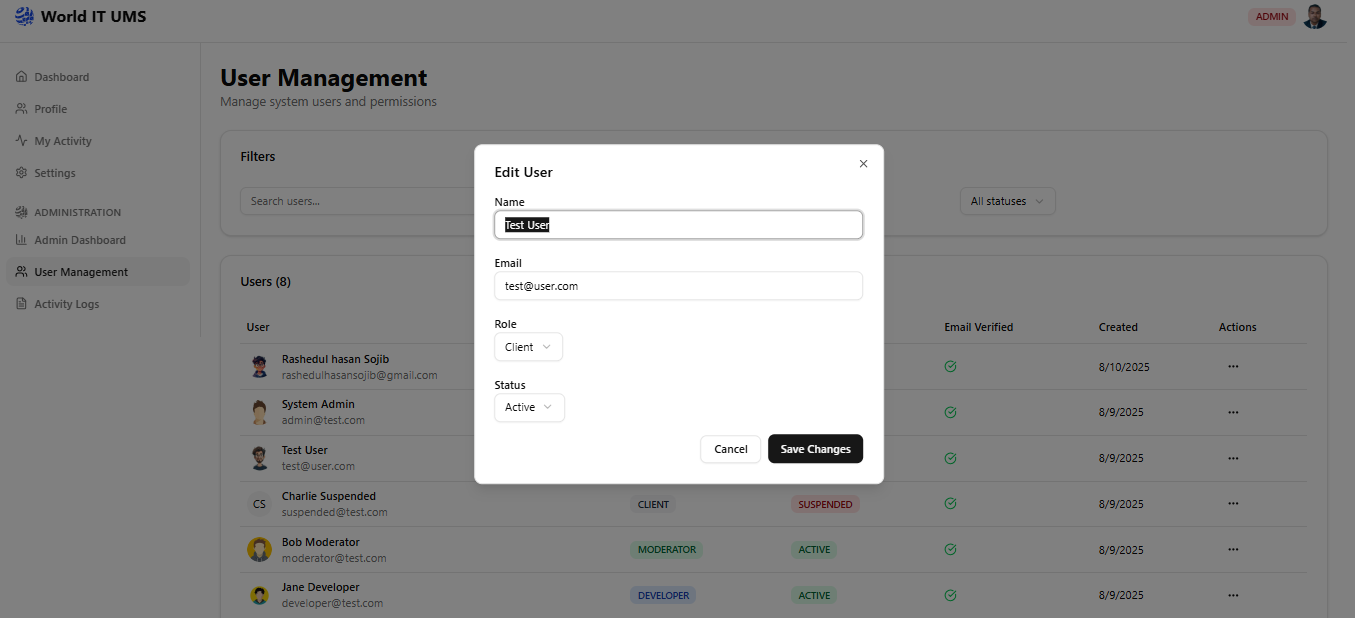 World IT UMS
ADMIN
Dashboard
Profile
My Activity
Settings
ADMINISTRATION
Admin Dashboard
User Management
Activity Logs
User Management
Manage system users and permissions
Filters
Search users...
All statuses
Users (8)
User Email Verified Created Actions
Rashedul hasan Sojib
rashedulhasansojib@gmail.com
8/10/2025
System Admin
admin@test.com
8/9/2025
Test User
test@user.com
8/9/2025
CS
Charlie Suspended
suspended@test.com
CLIENT SUSPENDED 8/9/2025
Bob Moderator
moderator@test.com
MODERATOR ACTIVE 8/9/2025
Jane Developer
developer@test.com
DEVELOPER ACTIVE 8/9/2025
Edit User
Name
Test User
Email
test@user.com
Role
Client
Status
Active
Cancel Save Changes